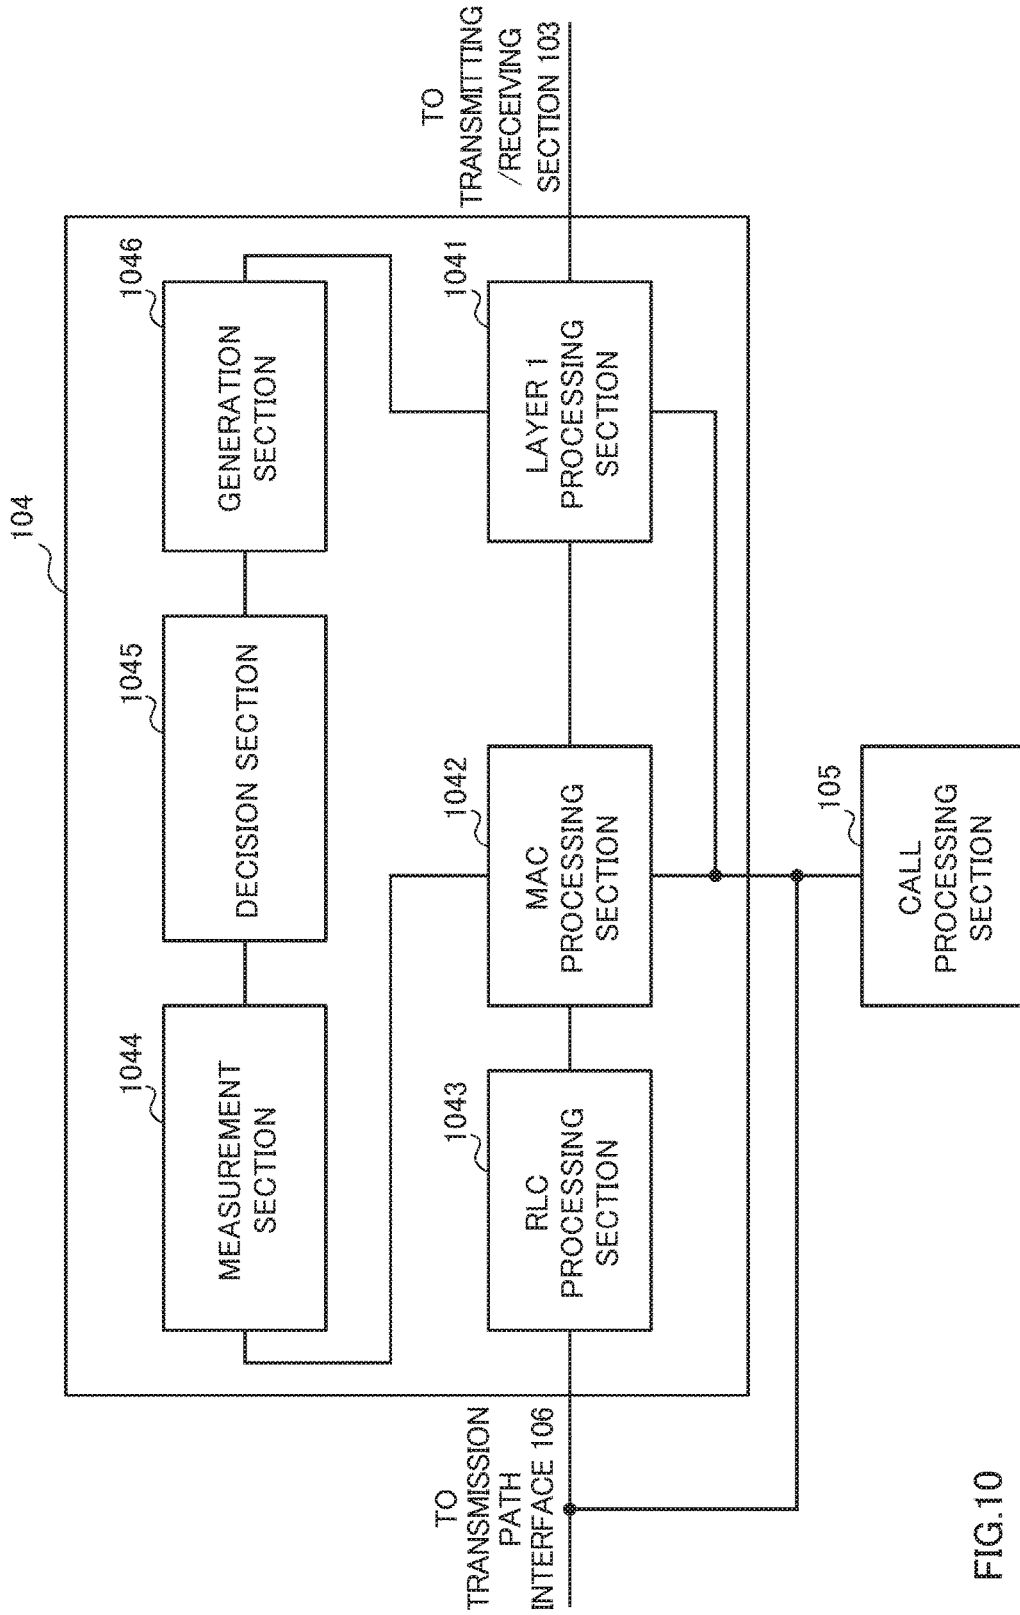 104
1044
MEASUREMENT
SECTION
1045
DECISION SECTION
1046
GENERATION
SECTION
TO
TRANSMISSION
PATH
INTERFACE 106
1043
RLC
PROCESSING
SECTION
1042
MAC
PROCESSING
SECTION
1041
LAYER 1
PROCESSING
SECTION
TO
TRANSMITTING
/RECEIVING
SECTION 103
105
CALL
PROCESSING
SECTION
FIG.10